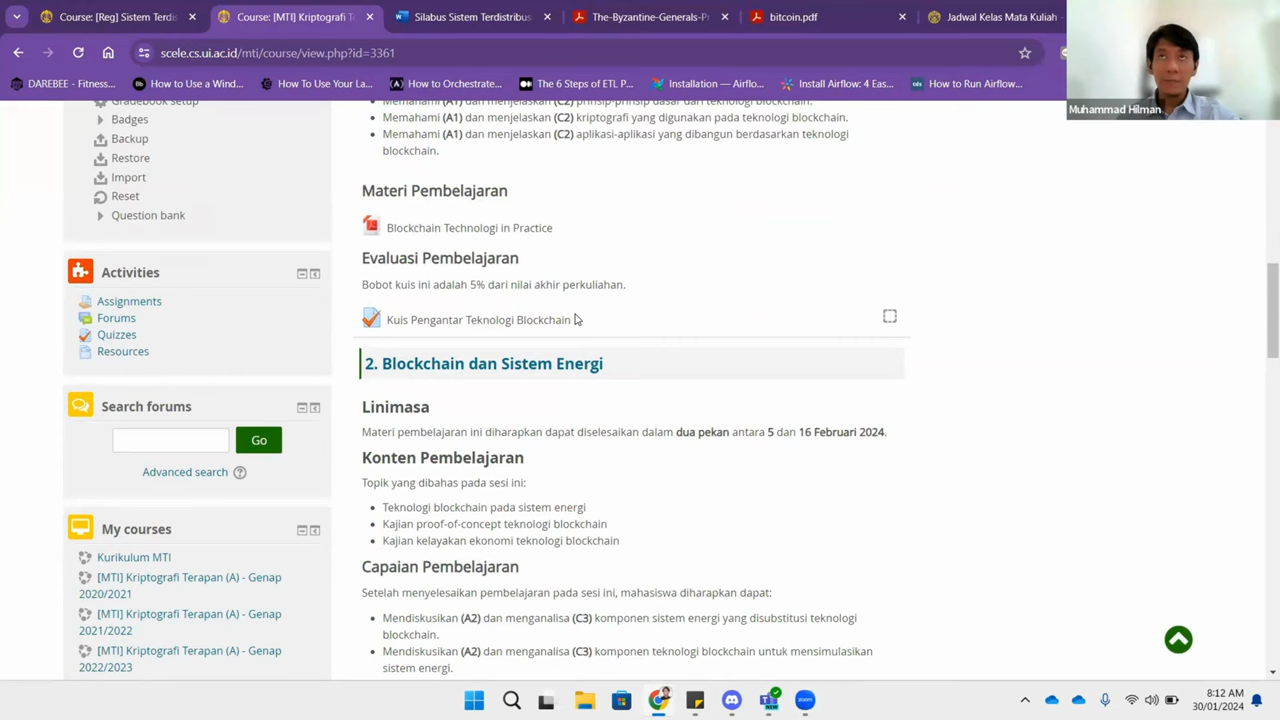 Course: [Reg] Sistem Terdis
Course: [MTI] Kriptografi T
Silabus Sistem Terdistribus
The-Byzantine-Generals-Pr
bitcoin.pdf
Jadwal Kelas Mata Kuliah -
scele.cs.ui.ac.id/mti/course/view.php?id=3361
DAREBEE - Fitness...
How to Use a Wind...
How To Use Your La...
How to Orchestrate...
The 6 Steps of ETL P...
Installation — Airflo...
Install Airflow: 4 Eas...
How to Run Airflow...
Muhammad Hilman
Gradebook setup
Badges
Backup
Restore
Import
Reset
Question bank
Activities
Assignments
Forums
Quizzes
Resources
Search forums
Go
Advanced search
My courses
Kurikulum MTI
[MTI] Kriptografi Terapan (A) - Genap
2020/2021
[MTI] Kriptografi Terapan (A) - Genap
2021/2022
[MTI] Kriptografi Terapan (A) - Genap
2022/2023
Memahami (A1) dan menjelaskan (C2) prinsip-prinsip dasar dari teknologi blockchain.
Memahami (A1) dan menjelaskan (C2) kriptografi yang digunakan pada teknologi blockchain.
Memahami (A1) dan menjelaskan (C2) aplikasi-aplikasi yang dibangun berdasarkan teknologi
blockchain.
Materi Pembelajaran
Blockchain Technologi in Practice
Evaluasi Pembelajaran
Bobot kuis ini adalah 5% dari nilai akhir perkuliahan.
Kuis Pengantar Teknologi Blockchain
2. Blockchain dan Sistem Energi
Linimasa
Materi pembelajaran ini diharapkan dapat diselesaikan dalam dua pekan antara 5 dan 16 Februari 2024.
Konten Pembelajaran
Topik yang dibahas pada sesi ini:
Teknologi blockchain pada sistem energi
Kajian proof-of-concept teknologi blockchain
Kajian kelayakan ekonomi teknologi blockchain
Capaian Pembelajaran
Setelah menyelesaikan pembelajaran pada sesi ini, mahasiswa diharapkan dapat:
Mendiskusikan (A2) dan menganalisa (C3) komponen sistem energi yang disubstitusi teknologi
blockchain.
Mendiskusikan (A2) dan menganalisa (C3) komponen teknologi blockchain untuk mensimulasikan
sistem energi.
8:12 AM
30/01/2024